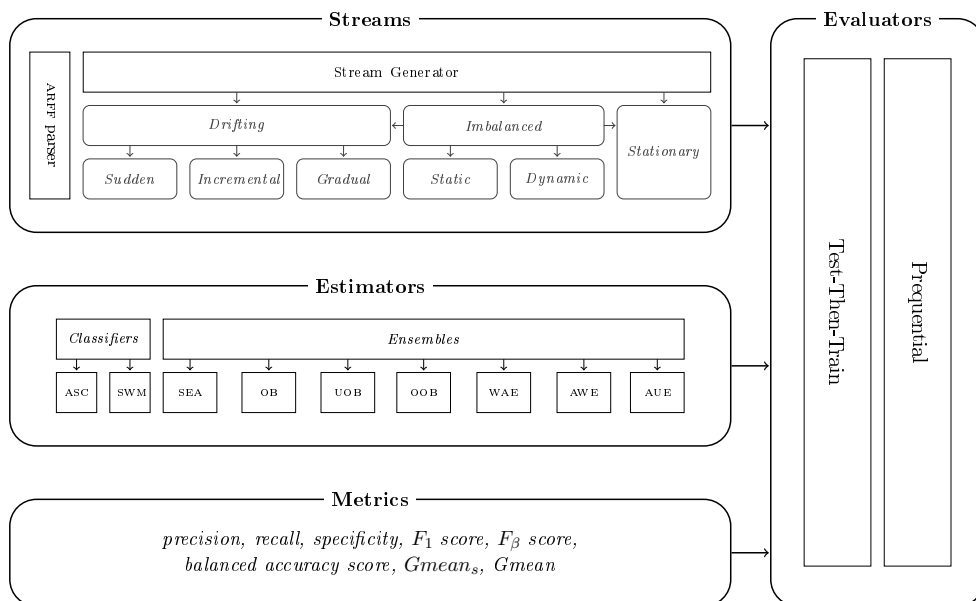 Streams
ARFF parser
Stream Generator
Drifting
Imbalanced
Stationary
Sudden
Incremental
Gradual
Static
Dynamic
Estimators
Classifiers
Ensembles
ASC
SWM
SEA
OB
UOB
OOB
WAE
AWE
AUE
Metrics
precision, recall, specificity, F₁ score, Fᵦ score,
balanced accuracy score, Gmeanₛ, Gmean
Evaluators
Test-Then-Train
Prequential